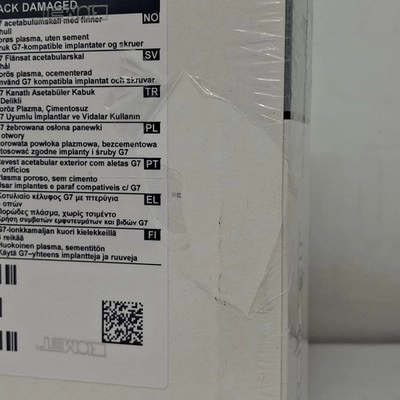 ACK DAMAGED
7 acetabulumskall med finner NO
hull
orøs plasma, uten sement
ruk G7-kompatible implantater og skruer
7 Flänsat acetabularskal SV
hål
orös plasma, ocementerad
nvänd G7 kompatibla implantat och skruvar
7 Kanatlı Asetabüler Kabuk TR
Delikli
öröz Plazma, Çimentosuz
7 Uyumlu İmplantlar ve Vidalar Kullanın
7 żebrowana osłona panewki PL
otwory
orowata powłoka plazmowa, bezcementowa
tosować zgodne implanty i śruby G7
evest acetabular exterior com aletas G7 PT
orifícios
lasma poroso, sem cimento
sar implantes e paraf compatíveis c/ G7
Κοτυλιαίο κέλυφος G7 με πτερύγια EL
οπών
Πορώδες πλάσμα, χωρίς τσιμέντο
Χρήση συμβατών εμφυτευμάτων και βιδών G7
G7-lonkkamaljan kuori kielekkeillä FI
reikää
Huokoinen plasma, sementitön
Käytä G7-yhteens implantteja ja ruuveja